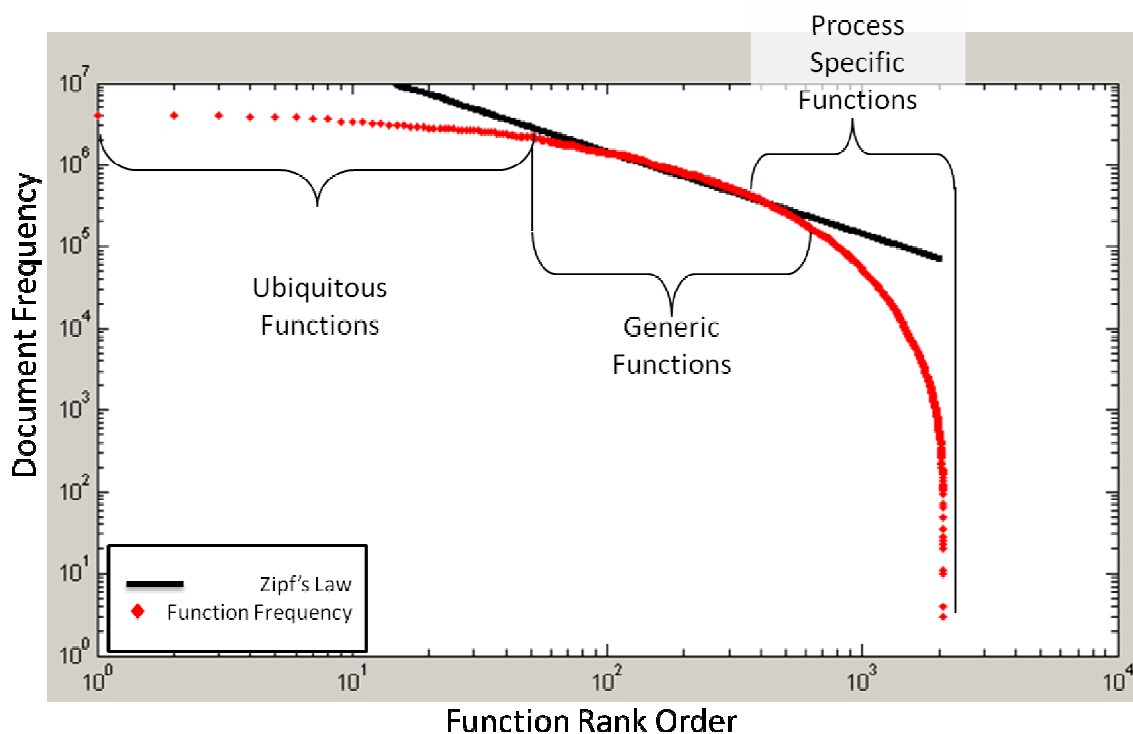 Process
Specific
Functions
10^7
10^6
10^5
10^4
10^3
10^2
10^1
10^0
Document Frequency
Ubiquitous
Functions
Generic
Functions
Zipf's Law
Function Frequency
10^0 10^1 10^2 10^3 10^4
Function Rank Order